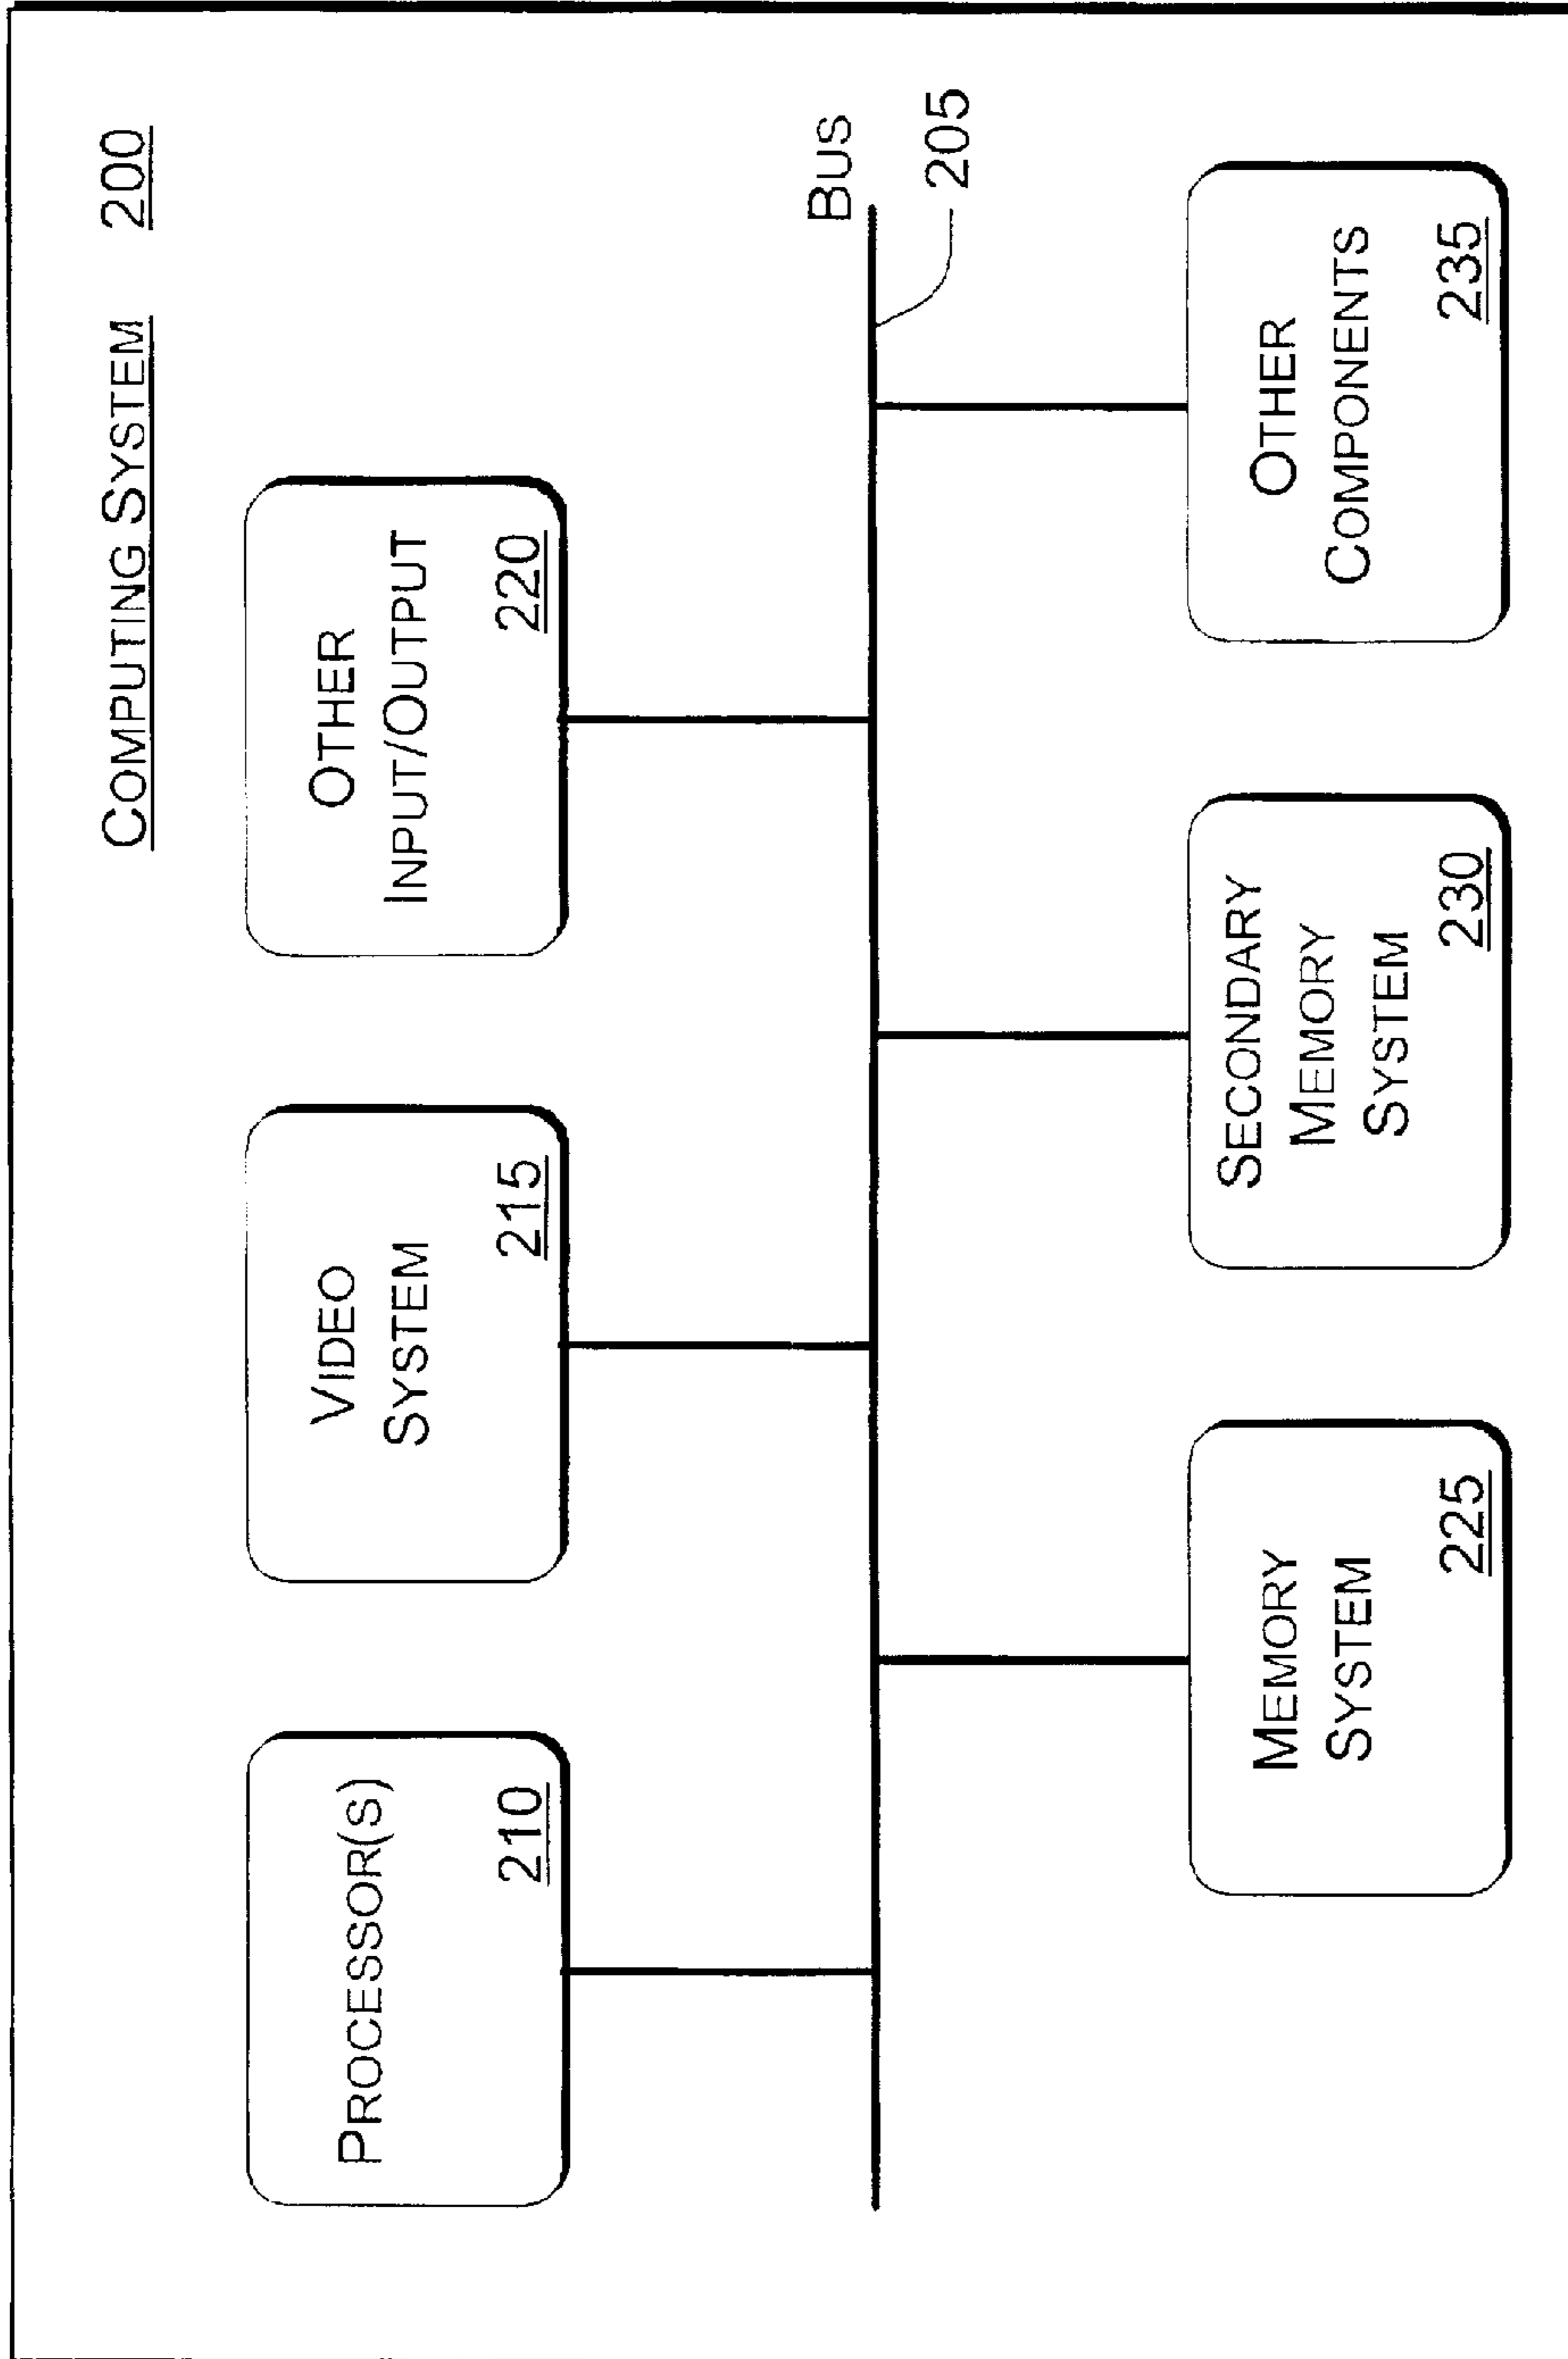 COMPUTING SYSTEM 200
PROCESSOR(S)
210
VIDEO
SYSTEM
215
OTHER
INPUT/OUTPUT
220
BUS
205
MEMORY
SYSTEM
225
SECONDARY
MEMORY
SYSTEM
230
OTHER
COMPONENTS
235